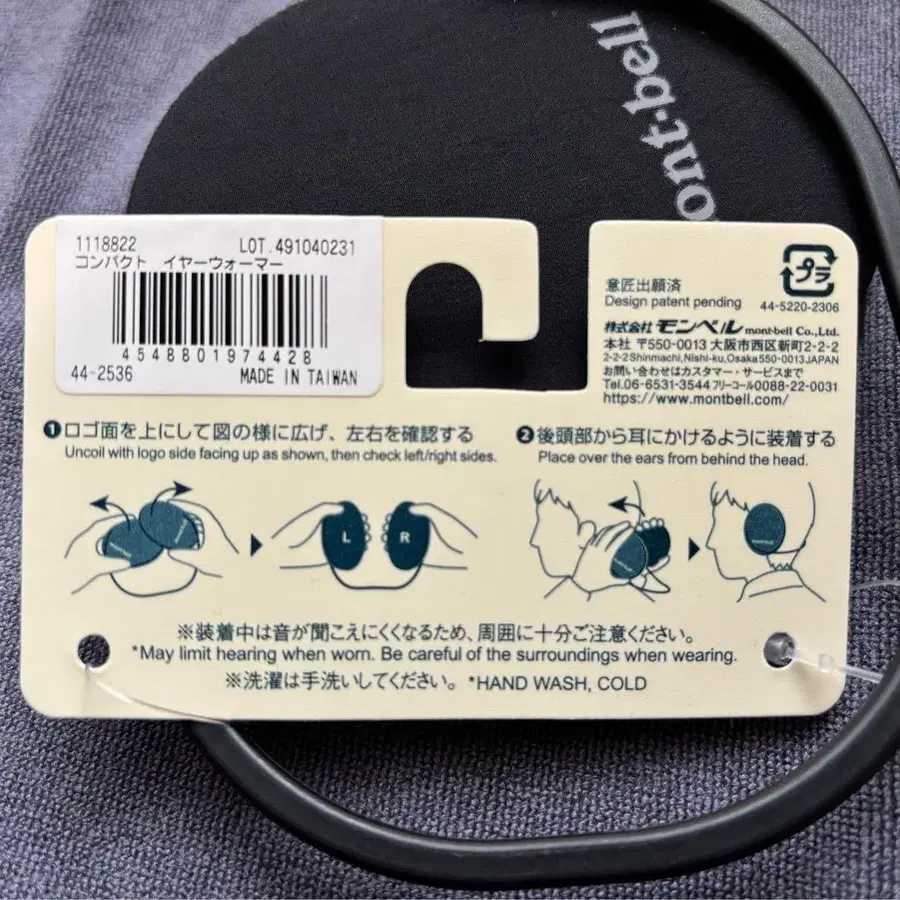 mont-bell
1118822 LOT.491040231
コンパクト イヤーウォーマー
4548801974428
44-2536 MADE IN TAIWAN
プラ
意匠出願済
Design patent pending 44-5220-2306
株式会社モンベル mont-bell Co., Ltd.
本社 〒550-0013 大阪市西区新町2-2-2
2-2-2 Shinmachi, Nishi-ku, Osaka 550-0013 JAPAN
お問い合わせはカスタマー・サービスまで
Tel.06-6531-3544 フリーコール0088-22-0031
https://www.montbell.com/
❶ロゴ面を上にして図の様に広げ、左右を確認する
Uncoil with logo side facing up as shown, then check left/right sides.
❷後頭部から耳にかけるように装着する
Place over the ears from behind the head.
L R
※装着中は音が聞こえにくくなるため、周囲に十分ご注意ください。
*May limit hearing when worn. Be careful of the surroundings when wearing.
※洗濯は手洗いしてください。 *HAND WASH, COLD